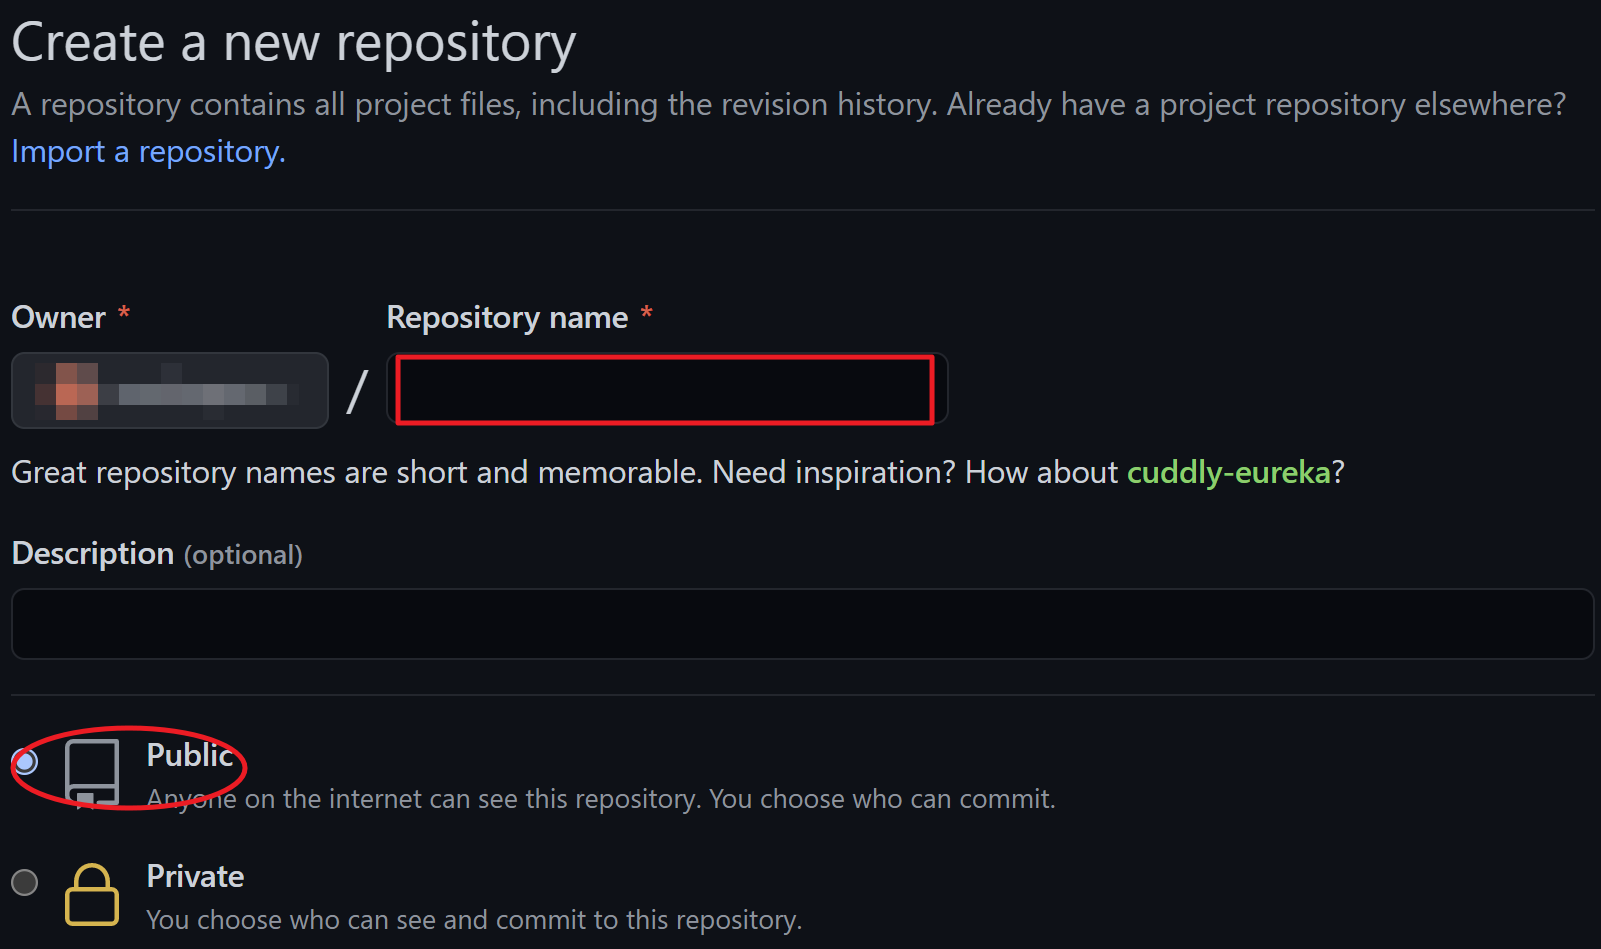 Create a new repository
A repository contains all project files, including the revision history. Already have a project repository elsewhere?
Import a repository.
Owner * Repository name *
/
Great repository names are short and memorable. Need inspiration? How about cuddly-eureka?
Description (optional)
Public
Anyone on the internet can see this repository. You choose who can commit.
Private
You choose who can see and commit to this repository.